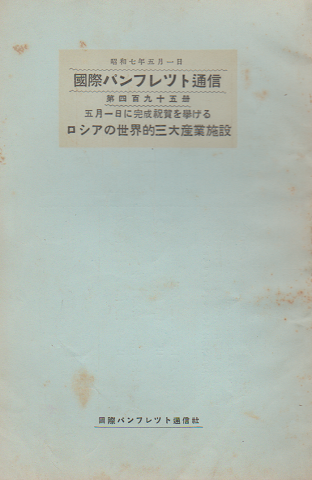 昭和七年五月一日
國際パンフレツト通信
第四百九十五册
五月一日に完成祝賀を擧げる
ロシアの世界的三大産業施設
國際パンフレツト通信社